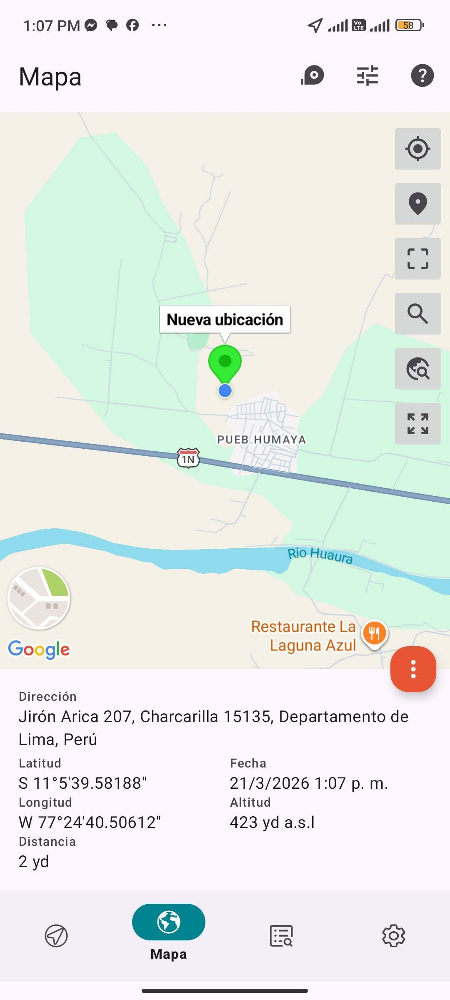 1:07 PM
Vo LTE
58
Mapa
Nueva ubicación
PUEB HUMAYA
1N
Río Huaura
Restaurante La
Laguna Azul
Google
Dirección
Jirón Arica 207, Charcarilla 15135, Departamento de
Lima, Perú
Latitud
S 11°5'39.58188"
Fecha
21/3/2026 1:07 p. m.
Longitud
W 77°24'40.50612"
Altitud
423 yd a.s.l
Distancia
2 yd
Mapa